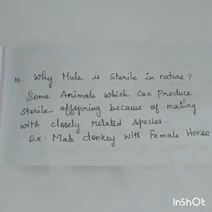 10. Why Mule is Sterile in nature?
Some Animals which Can Produce
Sterile offspring because of mating
with closely related species.
Ex: Male donkey with Female Horse
InShOt